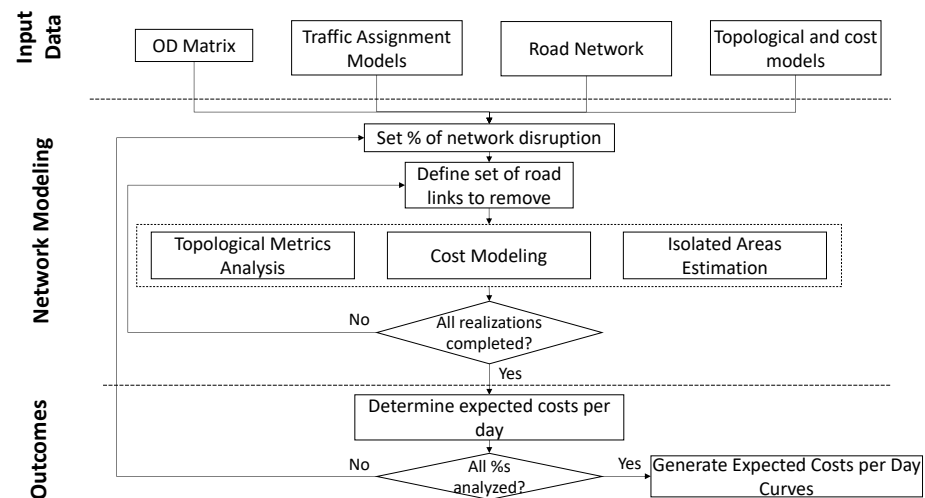 Input
Data
OD Matrix
Traffic Assignment
Models
Road Network
Topological and cost
models
Network Modeling
Set % of network disruption
Define set of road
links to remove
Topological Metrics
Analysis
Cost Modeling
Isolated Areas
Estimation
No
All realizations
completed?
Yes
Outcomes
Determine expected costs per
day
No
All %s
analyzed?
Yes
Generate Expected Costs per Day
Curves